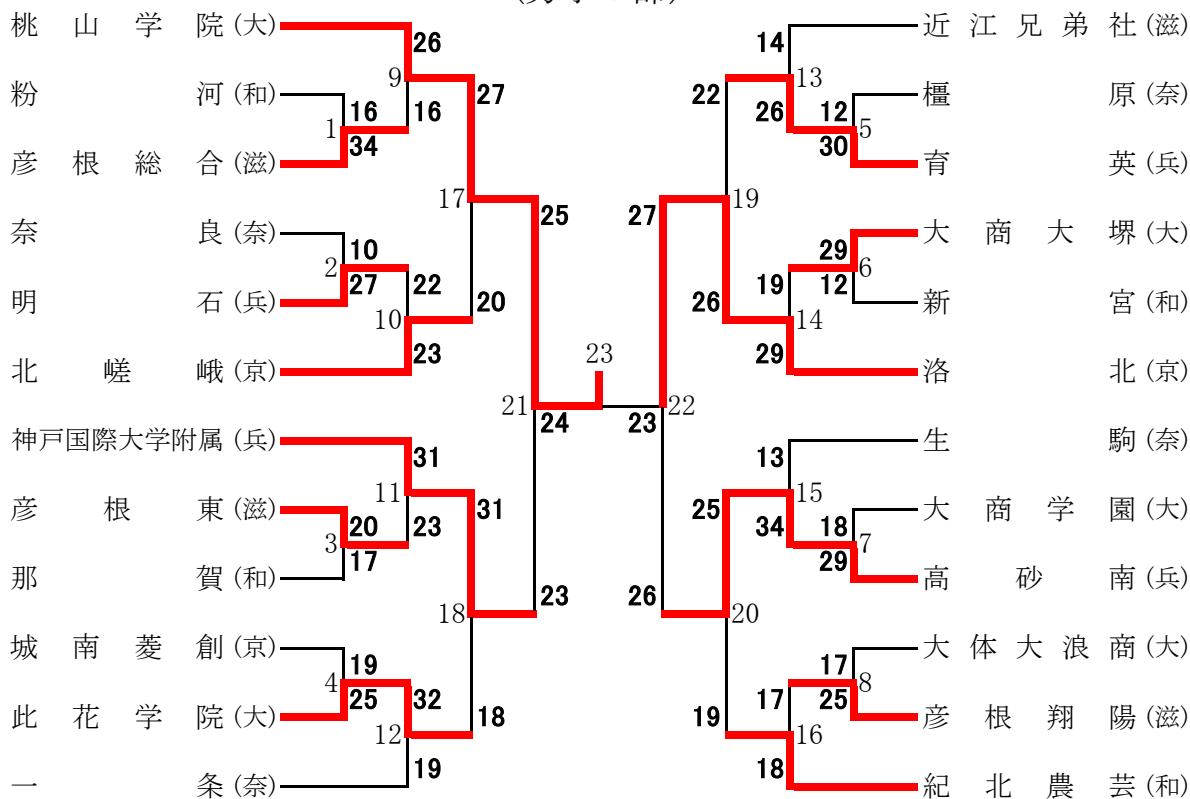 桃山学院(大)
26
9
粉河(和)
16
1
16
34
彦根総合(滋)
27
17
奈良(奈)
10
2
27
22
明石(兵)
10
20
23
北嵯峨(京)
25
21
24
23
神戸国際大学附属(兵)
31
11
彦根東(滋)
20
3
23
17
那賀(和)
31
18
23
城南菱創(京)
19
4
25
32
此花学院(大)
12
18
19
一条(奈)
近江兄弟社(滋)
14
13
22
橿原(奈)
12
26
5
30
育英(兵)
27
19
大商大堺(大)
29
6
19
12
新宮(和)
26
14
29
洛北(京)
22
23
生駒(奈)
13
15
25
大商学園(大)
18
34
7
29
高砂南(兵)
26
20
大体大浪商(大)
17
8
17
25
彦根翔陽(滋)
19
16
18
紀北農芸(和)